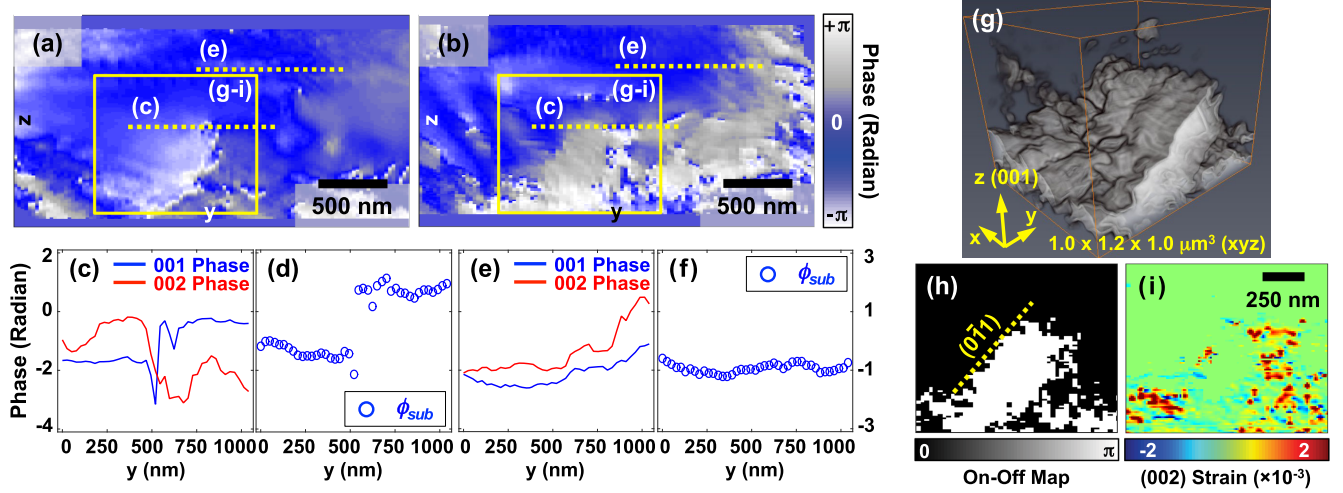 (a)
(e)
(g-i)
(c)
z
y
500 nm
(b)
(e)
(g-i)
(c)
z
y
500 nm
+π
0
-π
Phase (Radian)
(g)
z (001)
y
x
1.0 x 1.2 x 1.0 μm³ (xyz)
Phase (Radian)
2
0
-2
-4
(c)
001 Phase
002 Phase
0 250 500 750 1000
y (nm)
(d)
ϕsub
0 250 500 750 1000
y (nm)
(e)
001 Phase
002 Phase
0 250 500 750 1000
y (nm)
(f)
ϕsub
0 250 500 750 1000
y (nm)
3
1
-1
-3
(h)
(01̄1)
0
π
On-Off Map
(i)
250 nm
-2
2
(002) Strain (×10⁻³)